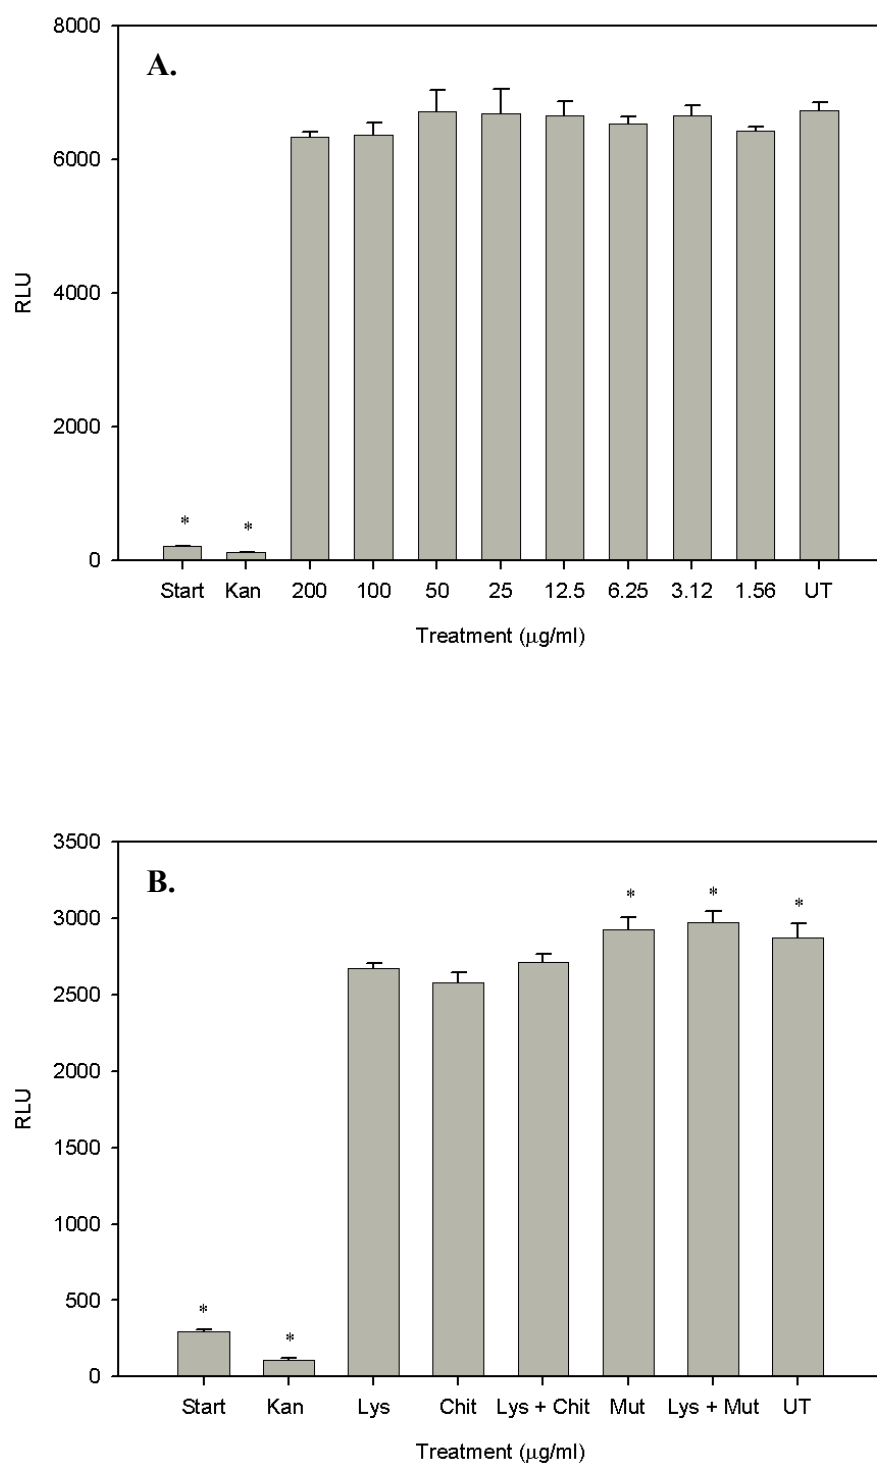 8000
A.
6000
RLU
4000
2000
* *
0
Start Kan 200 100 50 25 12.5 6.25 3.12 1.56 UT
Treatment (μg/ml)
3500
B.
* * *
3000
2500
2000
RLU
1500
1000
500
* *
0
Start Kan Lys Chit Lys + Chit Mut Lys + Mut UT
Treatment (μg/ml)